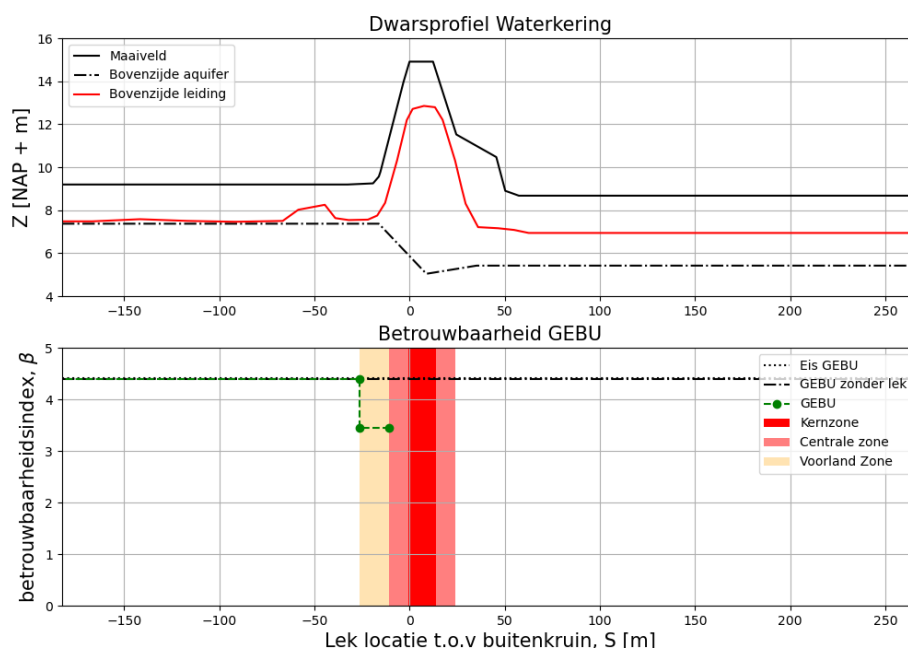 Dwarsprofiel Waterkering
Z [NAP + m]
16
14
12
10
8
6
4
Maaiveld
Bovenzijde aquifer
Bovenzijde leiding
−150
−100
−50
0
50
100
150
200
250
Betrouwbaarheid GEBU
betrouwbaarheidsindex, β
5
4
3
2
1
0
Eis GEBU
GEBU zonder lek
GEBU
Kernzone
Centrale zone
Voorland Zone
−150
−100
−50
0
50
100
150
200
250
Lek locatie t.o.v buitenkruin, S [m]